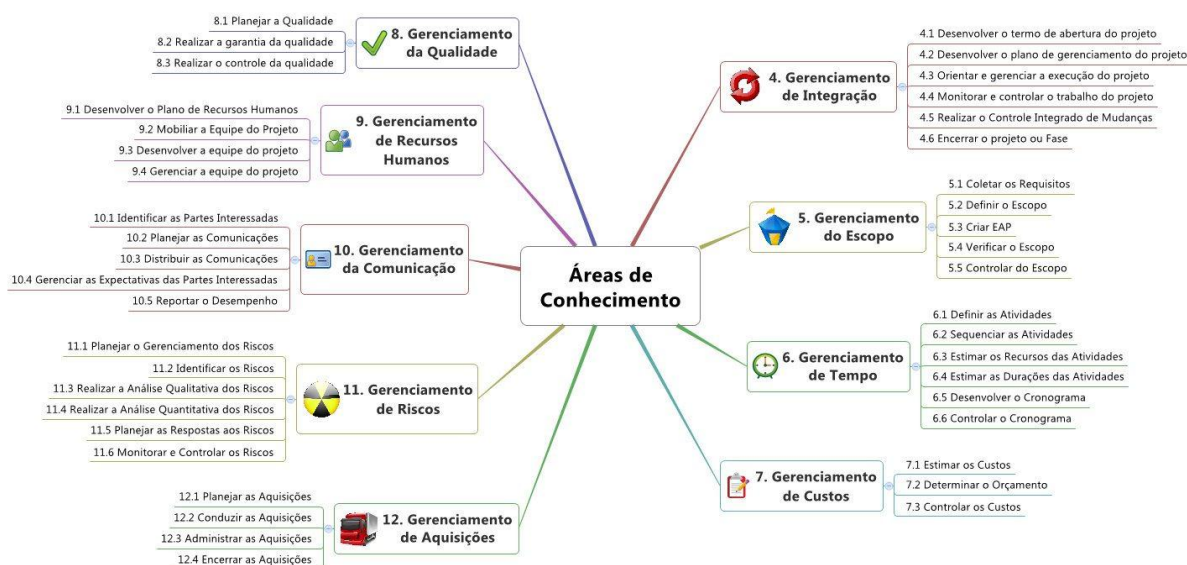 Áreas de
Conhecimento
4. Gerenciamento
de Integração
4.1 Desenvolver o termo de abertura do projeto
4.2 Desenvolver o plano de gerenciamento do projeto
4.3 Orientar e gerenciar a execução do projeto
4.4 Monitorar e controlar o trabalho do projeto
4.5 Realizar o Controle Integrado de Mudanças
4.6 Encerrar o projeto ou Fase
5. Gerenciamento
do Escopo
5.1 Coletar os Requisitos
5.2 Definir o Escopo
5.3 Criar EAP
5.4 Verificar o Escopo
5.5 Controlar do Escopo
6. Gerenciamento
de Tempo
6.1 Definir as Atividades
6.2 Sequenciar as Atividades
6.3 Estimar os Recursos das Atividades
6.4 Estimar as Durações das Atividades
6.5 Desenvolver o Cronograma
6.6 Controlar o Cronograma
7. Gerenciamento
de Custos
7.1 Estimar os Custos
7.2 Determinar o Orçamento
7.3 Controlar os Custos
8. Gerenciamento
da Qualidade
8.1 Planejar a Qualidade
8.2 Realizar a garantia da qualidade
8.3 Realizar o controle da qualidade
9. Gerenciamento
de Recursos
Humanos
9.1 Desenvolver o Plano de Recursos Humanos
9.2 Mobiliar a Equipe do Projeto
9.3 Desenvolver a equipe do projeto
9.4 Gerenciar a equipe do projeto
10. Gerenciamento
da Comunicação
10.1 Identificar as Partes Interessadas
10.2 Planejar as Comunicações
10.3 Distribuir as Comunicações
10.4 Gerenciar as Expectativas das Partes Interessadas
10.5 Reportar o Desempenho
11. Gerenciamento
de Riscos
11.1 Planejar o Gerenciamento dos Riscos
11.2 Identificar os Riscos
11.3 Realizar a Análise Qualitativa dos Riscos
11.4 Realizar a Análise Quantitativa dos Riscos
11.5 Planejar as Respostas aos Riscos
11.6 Monitorar e Controlar os Riscos
12. Gerenciamento
de Aquisições
12.1 Planejar as Aquisições
12.2 Conduzir as Aquisições
12.3 Administrar as Aquisições
12.4 Encerrar as Aquisições